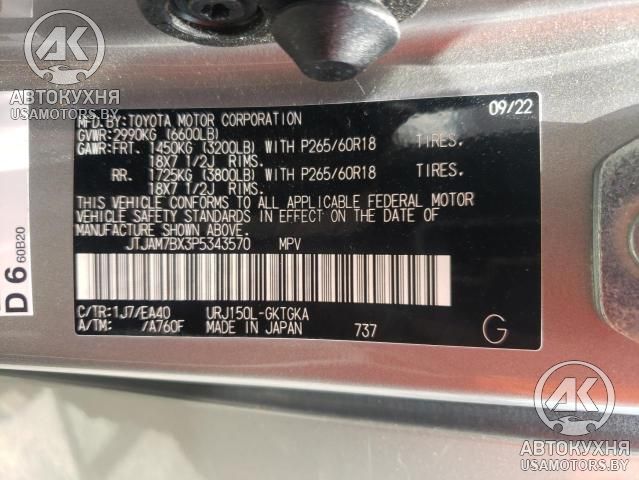 AK
АВТОКУХНЯ
USAMOTORS.BY
MFD.BY:TOYOTA MOTOR CORPORATION 09/22
GVWR:2990KG (6600LB)
GAWR:FRT. 1450KG (3200LB) WITH P265/60R18 TIRES.
18X7 1/2J RIMS.
RR. 1725KG (3800LB) WITH P265/60R18 TIRES.
18X7 1/2J RIMS.
THIS VEHICLE CONFORMS TO ALL APPLICABLE FEDERAL MOTOR
VEHICLE SAFETY STANDARDS IN EFFECT ON THE DATE OF
MANUFACTURE SHOWN ABOVE.
JTJAM7BX3P5343570 MPV
C/TR:1J7/EA40 URJ150L-GKTGKA
A/TM: /A760F MADE IN JAPAN 737 G
D 6 60B20
AK
АВТОКУХНЯ
USAMOTORS.BY